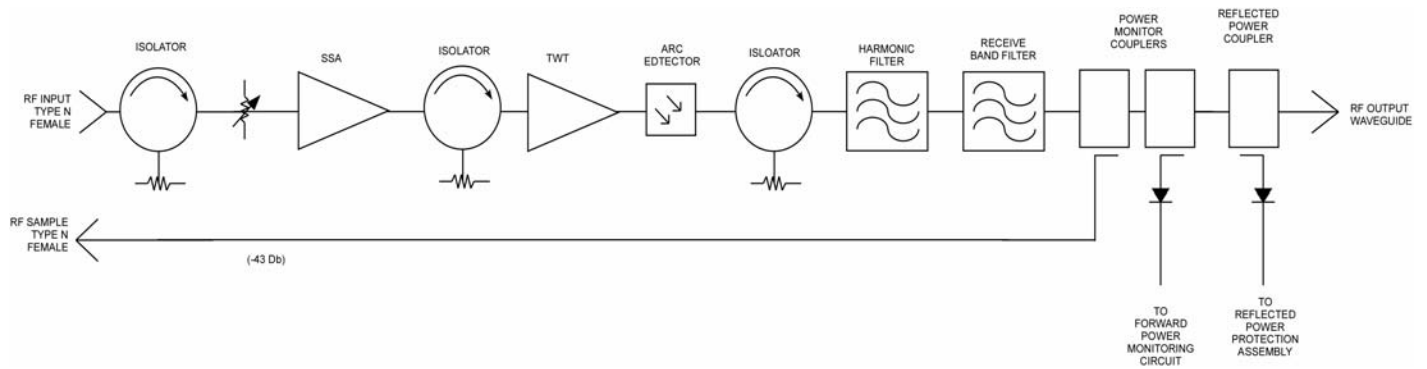 ISOLATOR
SSA
ISOLATOR
TWT
ARC
EDTECTOR
ISLOATOR
HARMONIC
FILTER
RECEIVE
BAND FILTER
POWER
MONITOR
COUPLERS
REFLECTED
POWER
COUPLER
RF INPUT
TYPE N
FEMALE
RF OUTPUT
WAVEGUIDE
RF SAMPLE
TYPE N
FEMALE
(-43 Db)
TO
FORWARD
POWER
MONITORING
CIRCUIT
TO
REFLECTED
POWER
PROTECTION
ASSEMBLY